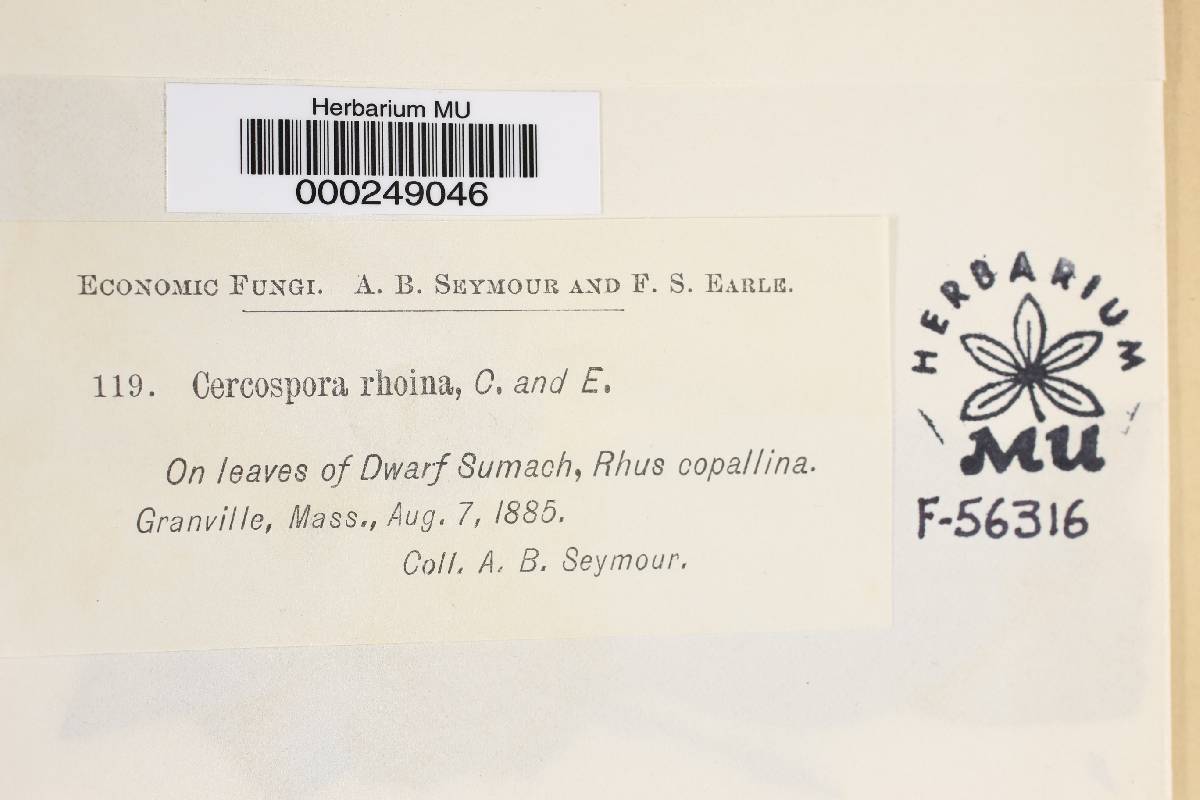 Herbarium MU
000249046
ECONOMIC FUNGI. A. B. SEYMOUR AND F. S. EARLE.
119. Cercospora rhoina, C. and E.
On leaves of Dwarf Sumach, Rhus copallina.
Granville, Mass., Aug. 7, 1885.
Coll. A. B. Seymour.
HERBARIUM
MU
F-56316